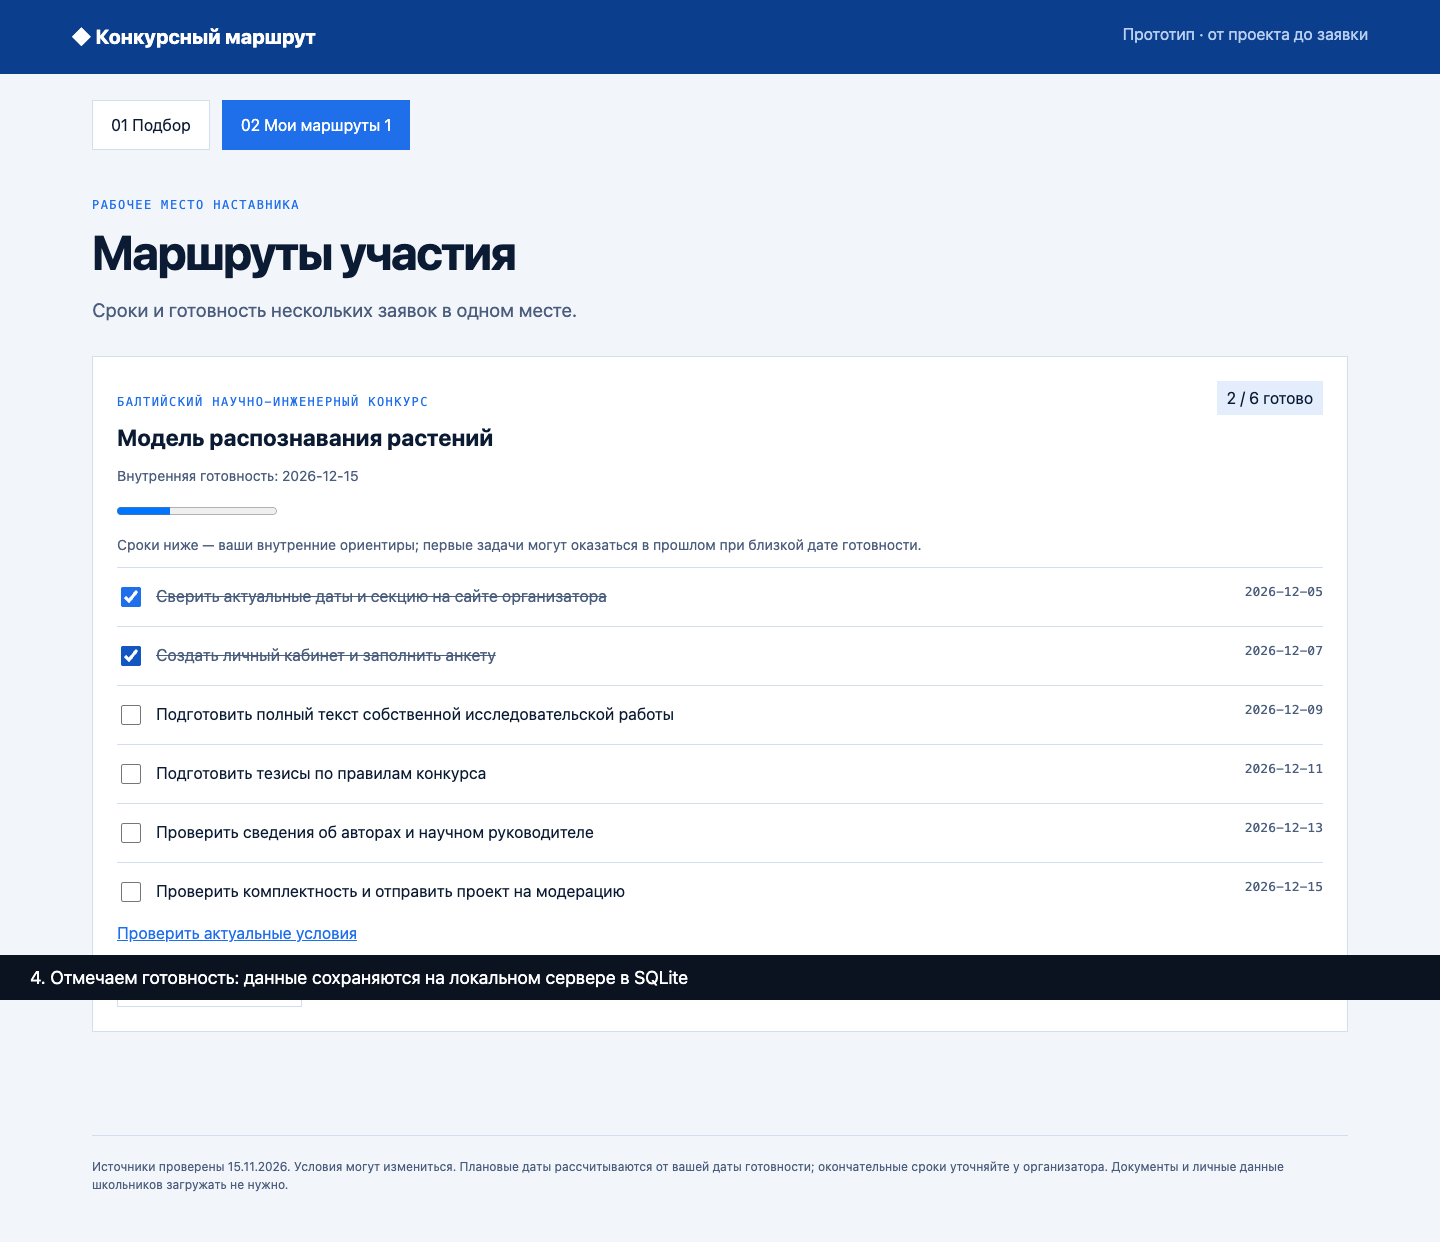 ◆ Конкурсный маршрут
Прототип · от проекта до заявки
01 Подбор
02 Мои маршруты 1
РАБОЧЕЕ МЕСТО НАСТАВНИКА
Маршруты участия
Сроки и готовность нескольких заявок в одном месте.
БАЛТИЙСКИЙ НАУЧНО-ИНЖЕНЕРНЫЙ КОНКУРС
2 / 6 готово
Модель распознавания растений
Внутренняя готовность: 2026-12-15
Сроки ниже — ваши внутренние ориентиры; первые задачи могут оказаться в прошлом при близкой дате готовности.
Сверить актуальные даты и секцию на сайте организатора
2026-12-05
Создать личный кабинет и заполнить анкету
2026-12-07
Подготовить полный текст собственной исследовательской работы
2026-12-09
Подготовить тезисы по правилам конкурса
2026-12-11
Проверить сведения об авторах и научном руководителе
2026-12-13
Проверить комплектность и отправить проект на модерацию
2026-12-15
Проверить актуальные условия
4. Отмечаем готовность: данные сохраняются на локальном сервере в SQLite
Источники проверены 15.11.2026. Условия могут измениться. Плановые даты рассчитываются от вашей даты готовности; окончательные сроки уточняйте у организатора. Документы и личные данные
школьников загружать не нужно.